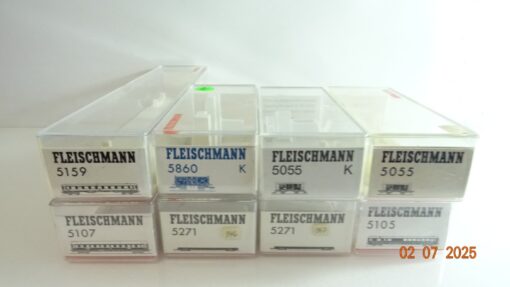 FLEISCHMANN
5159
FLEISCHMANN
5860 K
FLEISCHMANN
5055 K
FLEISCHMANN
5055
FLEISCHMANN
5107
FLEISCHMANN
5271
FLEISCHMANN
5271
FLEISCHMANN
5105
02 07 2025